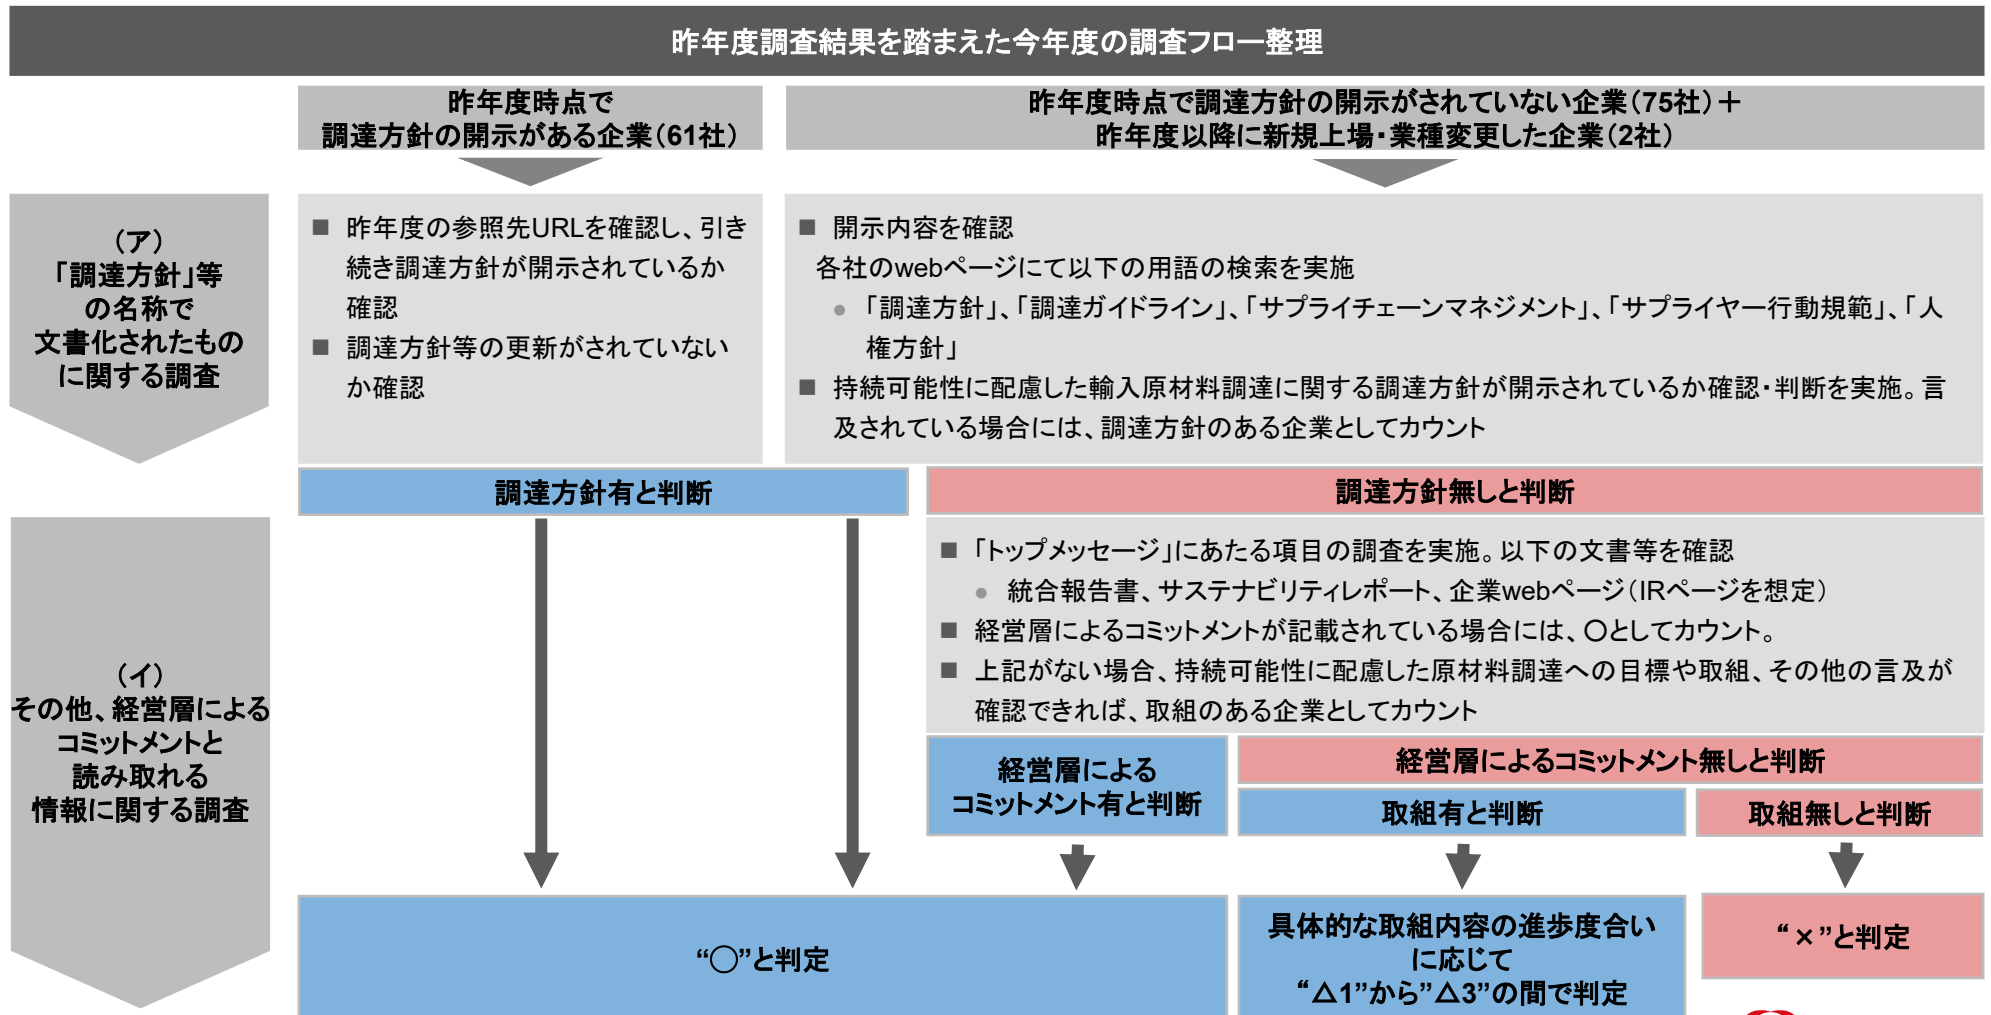 昨年度調査結果を踏まえた今年度の調査フロー整理
昨年度時点で
調達方針の開示がある企業（61社）
昨年度時点で調達方針の開示がされていない企業（75社）＋
昨年度以降に新規上場・業種変更した企業（2社）
（ア）
「調達方針」等
の名称で
文書化されたもの
に関する調査
■ 昨年度の参照先URLを確認し、引き
続き調達方針が開示されているか
確認
■ 調達方針等の更新がされていない
か確認
■ 開示内容を確認
各社のwebページにて以下の用語の検索を実施
● 「調達方針」、「調達ガイドライン」、「サプライチェーンマネジメント」、「サプライヤー行動規範」、「人
権方針」
■ 持続可能性に配慮した輸入原材料調達に関する調達方針が開示されているか確認・判断を実施。言
及されている場合には、調達方針のある企業としてカウント
調達方針有と判断
調達方針無しと判断
（イ）
その他、経営層による
コミットメントと
読み取れる
情報に関する調査
■ 「トップメッセージ」にあたる項目の調査を実施。以下の文書等を確認
● 統合報告書、サステナビリティレポート、企業webページ（IRページを想定）
■ 経営層によるコミットメントが記載されている場合には、〇としてカウント。
■ 上記がない場合、持続可能性に配慮した原材料調達への目標や取組、その他の言及が
確認できれば、取組のある企業としてカウント
経営層による
コミットメント有と判断
経営層によるコミットメント無しと判断
取組有と判断
取組無しと判断
“◯”と判定
具体的な取組内容の進歩度合い
に応じて
“△1”から”△3”の間で判定
“×”と判定